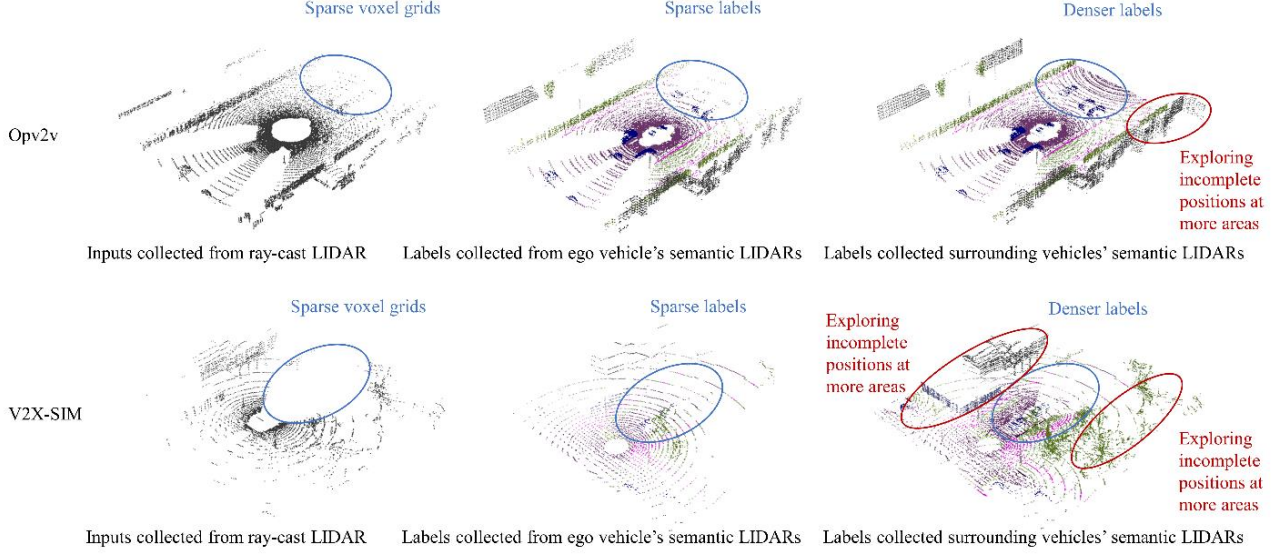 Sparse voxel grids
Sparse labels
Denser labels
Opv2v
Exploring
incomplete
positions at
more areas
Inputs collected from ray-cast LIDAR
Labels collected from ego vehicle's semantic LIDARs
Labels collected surrounding vehicles' semantic LIDARs
Sparse voxel grids
Sparse labels
Denser labels
Exploring
incomplete
positions at
more areas
V2X-SIM
Exploring
incomplete
positions at
more areas
Inputs collected from ray-cast LIDAR
Labels collected from ego vehicle's semantic LIDARs
Labels collected surrounding vehicles' semantic LIDARs